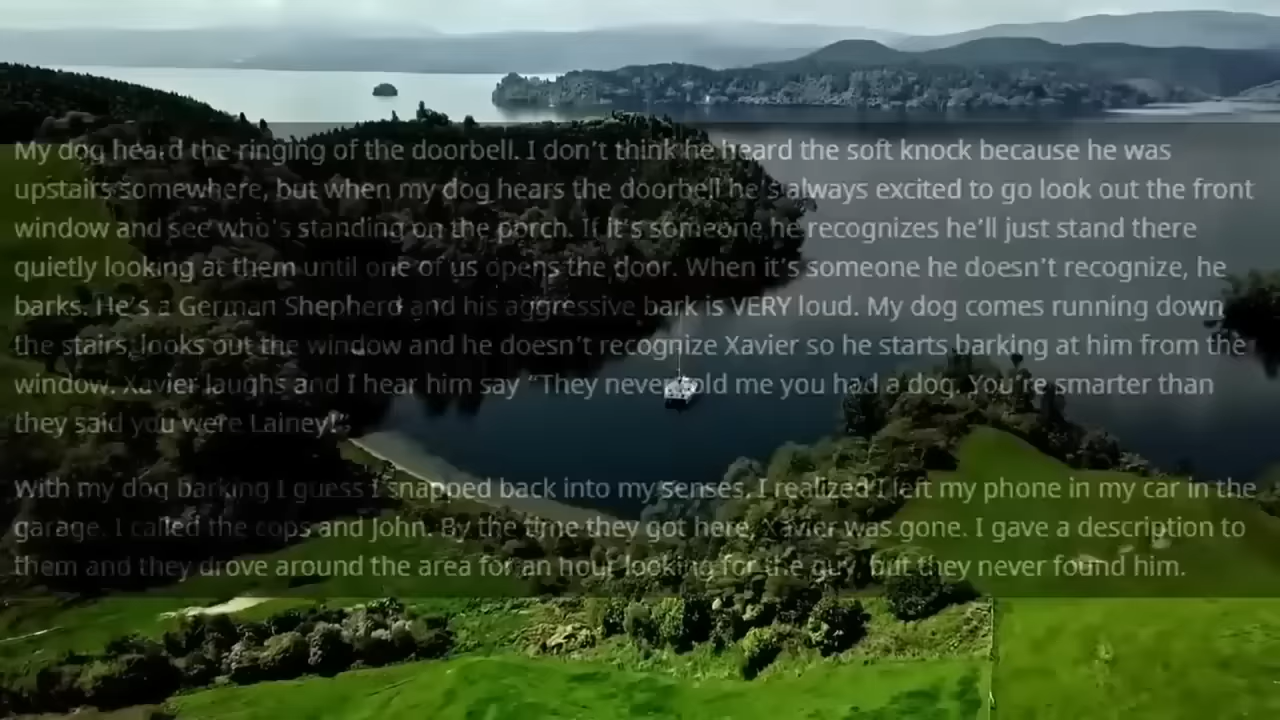 My dog heard the ringing of the doorbell. I don't think he heard the soft knock because he was
upstairs somewhere, but when my dog hears the doorbell he's always excited to go look out the front
window and see who's standing on the porch. If it's someone he recognizes he'll just stand there
quietly looking at them until one of us opens the door. When it's someone he doesn't recognize, he
barks. He's a German Shepherd and his aggressive bark is VERY loud. My dog comes running down
the stairs, looks out the window and he doesn't recognize Xavier so he starts barking at him from the
window. Xavier laughs and I hear him say "They never told me you had a dog. You're smarter than
they said you were Lainey!"
With my dog barking I guess I snapped back into my senses. I realized I left my phone in my car in the
garage. I called the cops and John. By the time they got here Xavier was gone. I gave a description to
them and they drove around the area for an hour looking for the guy, but they never found him.